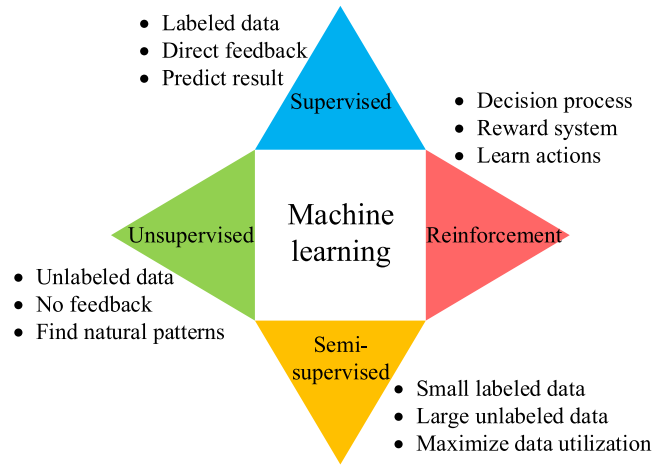 • Labeled data
• Direct feedback
• Predict result
Supervised
• Decision process
• Reward system
• Learn actions
Machine
learning
Unsupervised
Reinforcement
• Unlabeled data
• No feedback
• Find natural patterns
Semi-
supervised
• Small labeled data
• Large unlabeled data
• Maximize data utilization